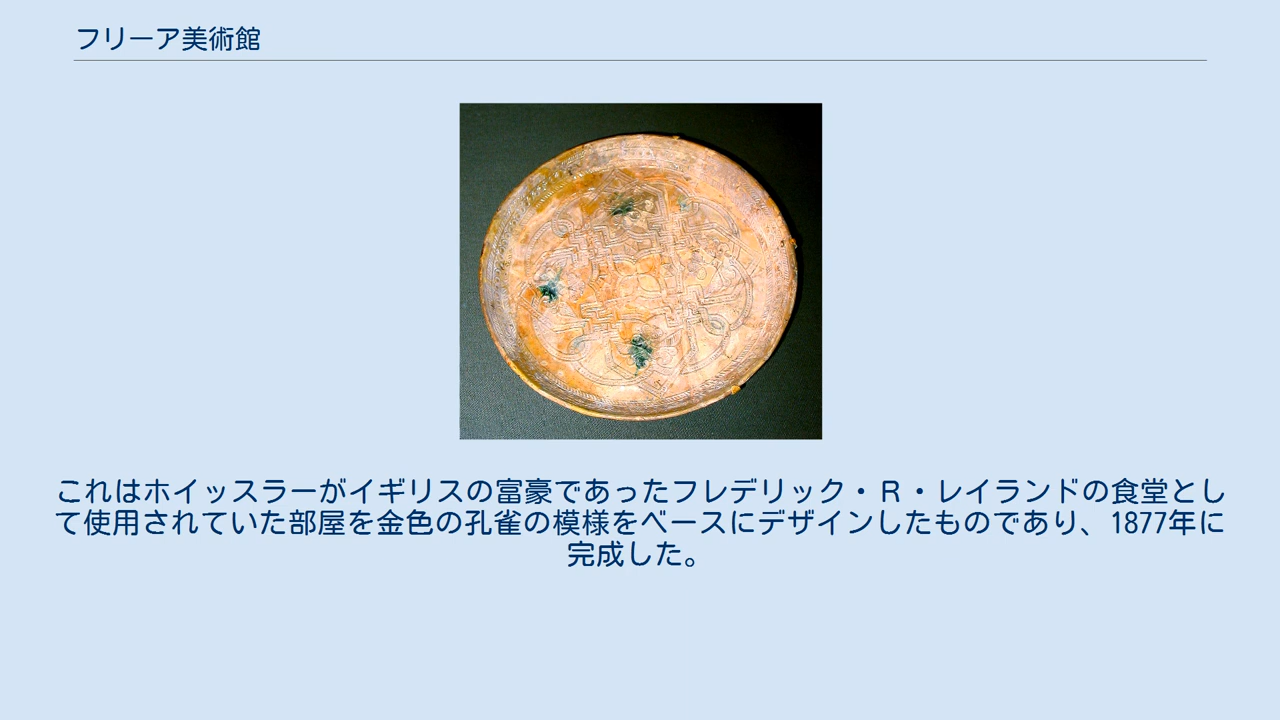 フリーア美術館
これはホイッスラーがイギリスの富豪であったフレデリック・Ｒ・レイランドの食堂とし
て使用されていた部屋を金色の孔雀の模様をベースにデザインしたものであり、1877年に
完成した。